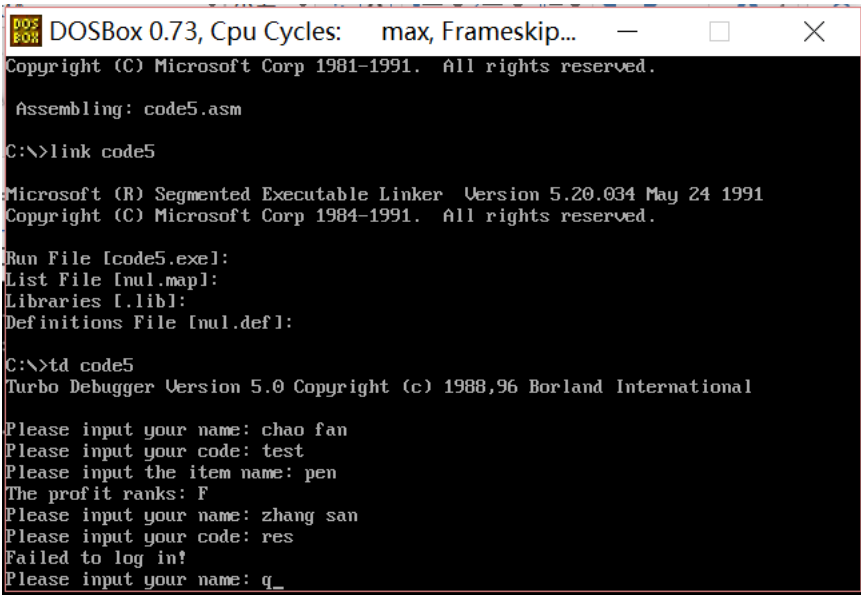 DOSBox 0.73, Cpu Cycles: max, Frameskip...
Copyright (C) Microsoft Corp 1981-1991. All rights reserved.
Assembling: code5.asm
C:\>link code5
Microsoft (R) Segmented Executable Linker Version 5.20.034 May 24 1991
Copyright (C) Microsoft Corp 1984-1991. All rights reserved.
Run File [code5.exe]:
List File [nul.map]:
Libraries [.lib]:
Definitions File [nul.def]:
C:\>td code5
Turbo Debugger Version 5.0 Copyright (c) 1988,96 Borland International
Please input your name: chao fan
Please input your code: test
Please input the item name: pen
The profit ranks: F
Please input your name: zhang san
Please input your code: res
Failed to log in!
Please input your name: q_